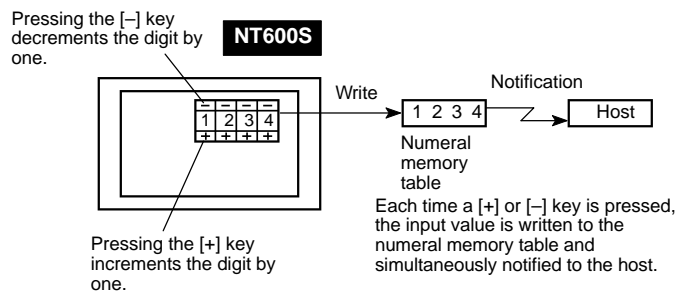 Pressing the [–] key
decrements the digit by
one.
NT600S
Write
Notification
– – – –
1 2 3 4
+ + + +
1 2 3 4
Host
Numeral
memory
table
Each time a [+] or [–] key is pressed,
the input value is written to the
numeral memory table and
simultaneously notified to the host.
Pressing the [+] key
increments the digit by
one.